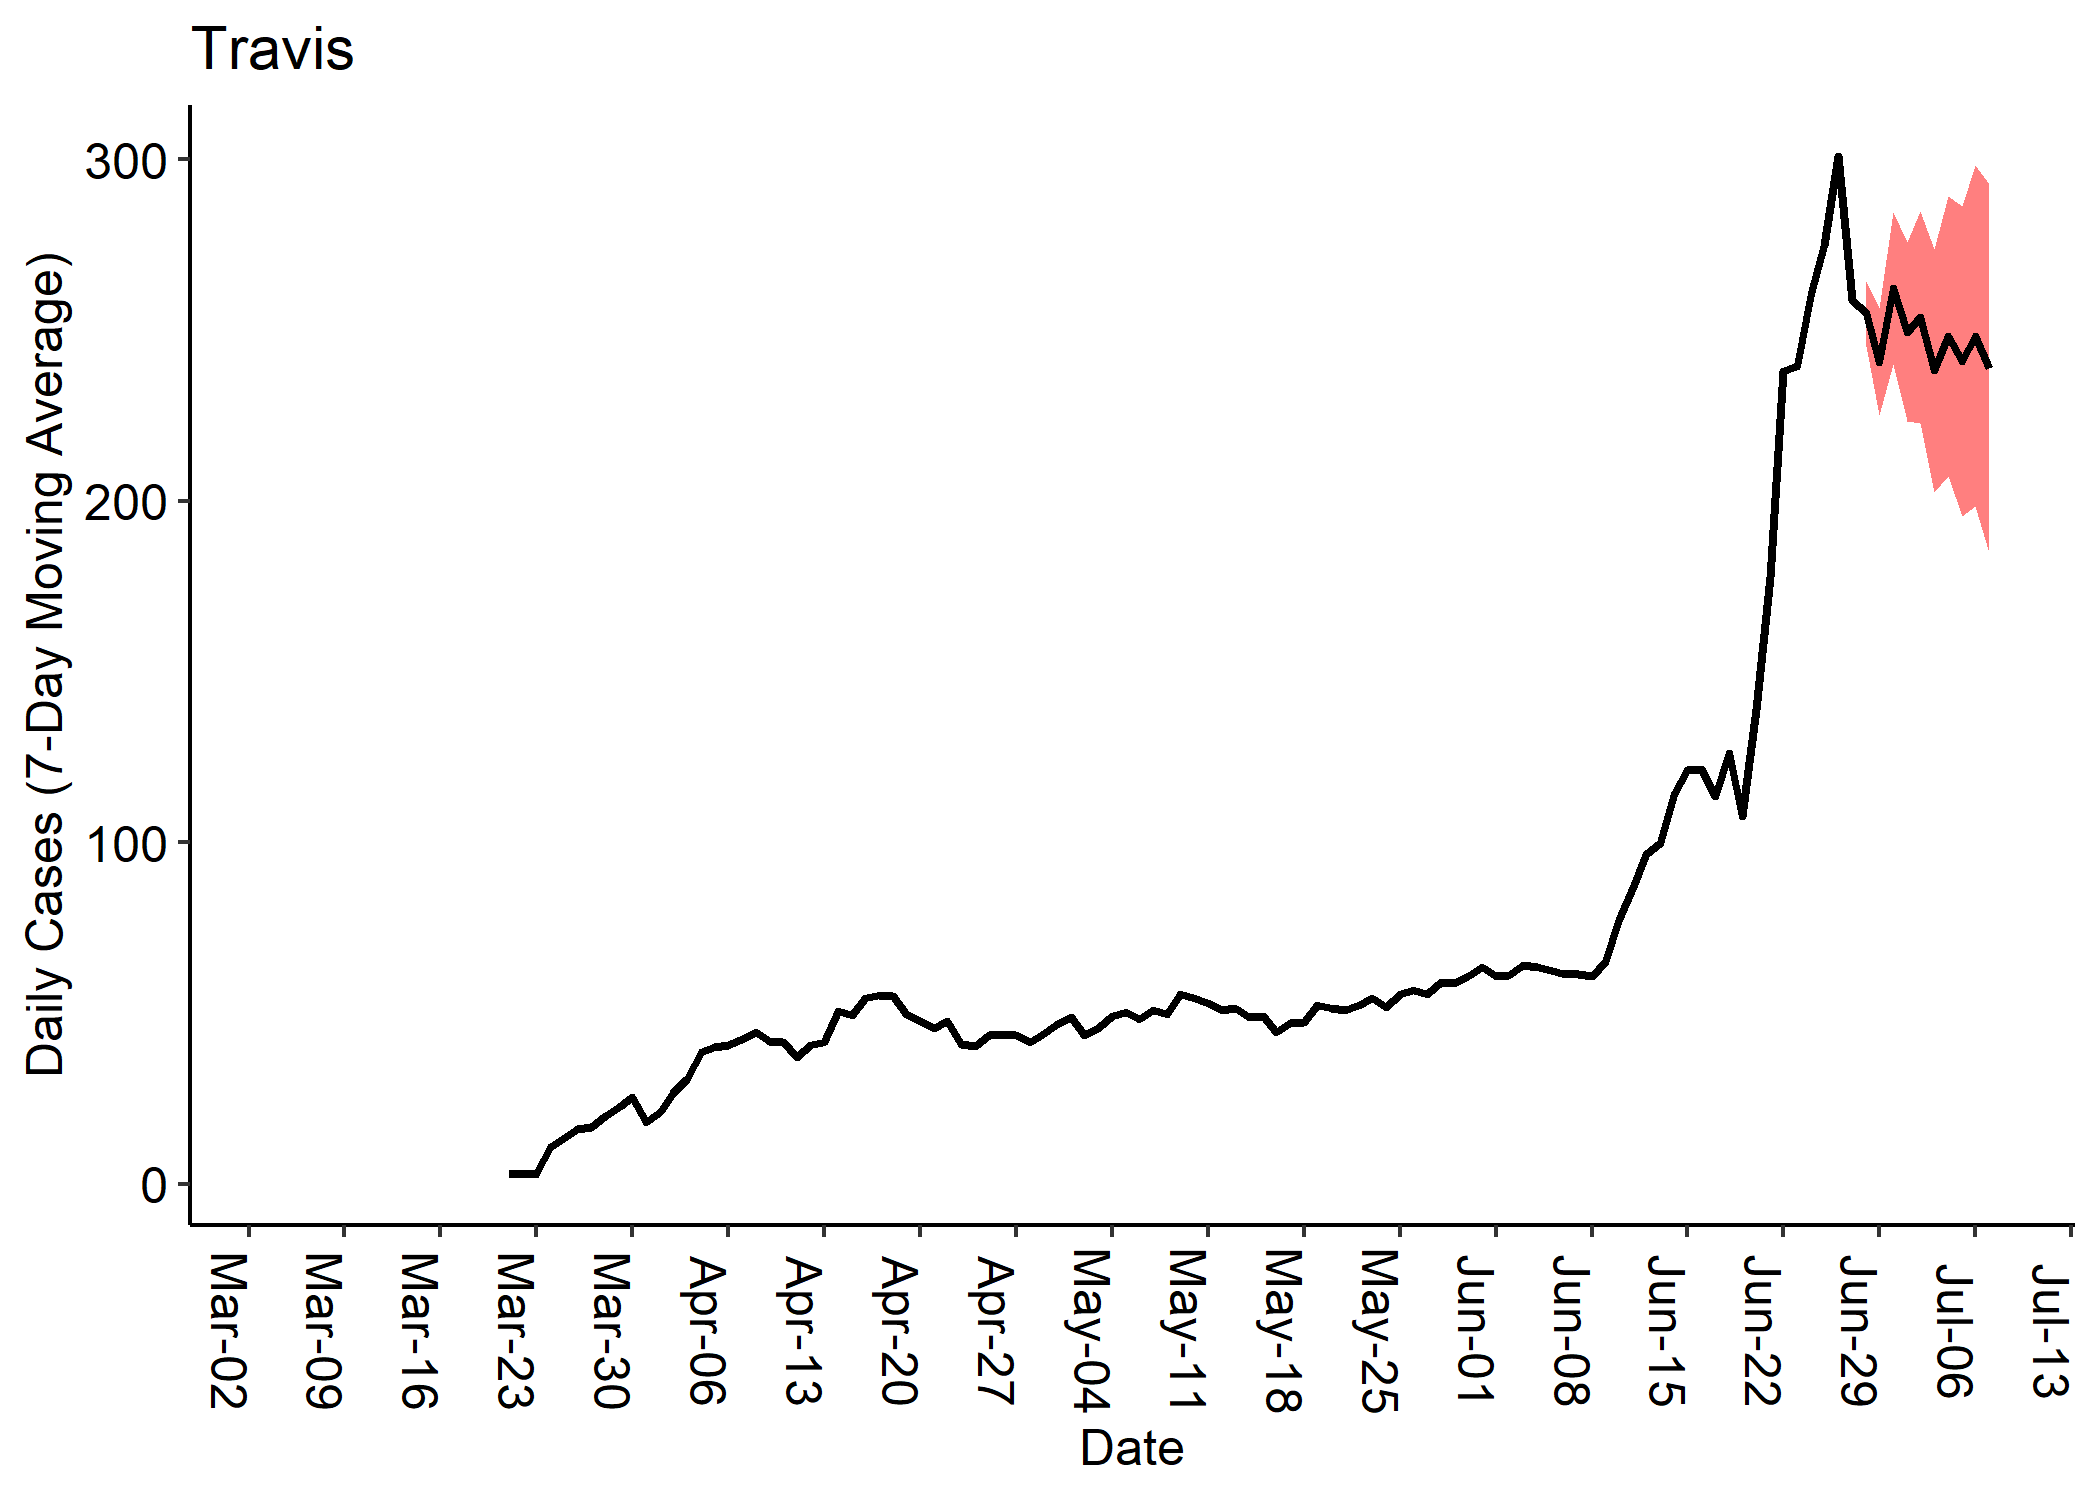 Travis
Daily Cases (7-Day Moving Average)
300
200
100
0
Mar-02
Mar-09
Mar-16
Mar-23
Mar-30
Apr-06
Apr-13
Apr-20
Apr-27
May-04
May-11
May-18
May-25
Jun-01
Jun-08
Jun-15
Jun-22
Jun-29
Jul-06
Jul-13
Date